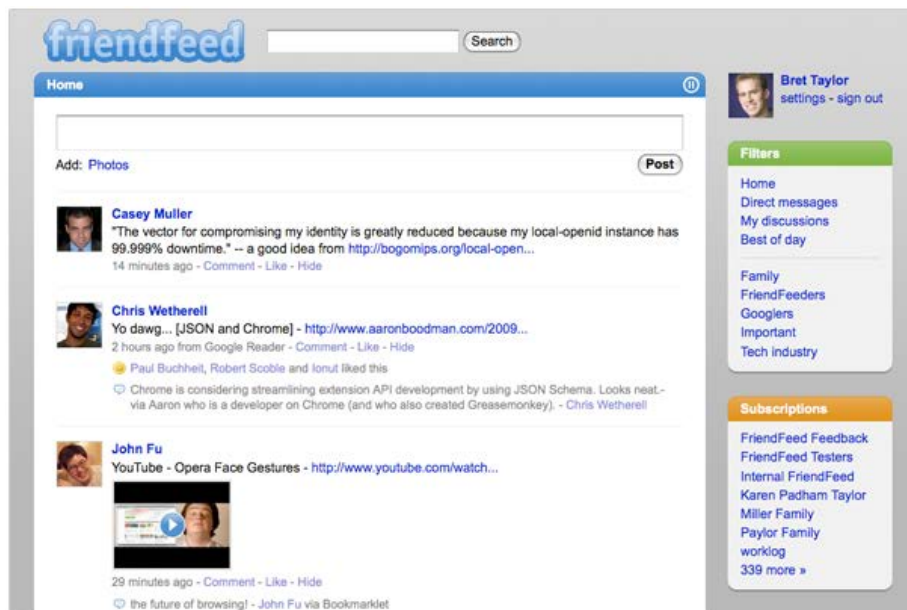 friendfeed
Search
Home
Bret Taylor
settings - sign out
Add: Photos
Post
Casey Muller
"The vector for compromising my identity is greatly reduced because my local-openid instance has
99.999% downtime." -- a good idea from http://bogomips.org/local-open...
14 minutes ago - Comment - Like - Hide
Chris Wetherell
Yo dawg... [JSON and Chrome] - http://www.aaronboodman.com/2009...
2 hours ago from Google Reader - Comment - Like - Hide
Paul Buchheit, Robert Scoble and Ionut liked this
Chrome is considering streamlining extension API development by using JSON Schema. Looks neat.-
via Aaron who is a developer on Chrome (and who also created Greasemonkey). - Chris Wetherell
John Fu
YouTube - Opera Face Gestures - http://www.youtube.com/watch...
29 minutes ago - Comment - Like - Hide
the future of browsing! - John Fu via Bookmarklet
Filters
Home
Direct messages
My discussions
Best of day
Family
FriendFeeders
Googlers
Important
Tech industry
Subscriptions
FriendFeed Feedback
FriendFeed Testers
Internal FriendFeed
Karen Padham Taylor
Miller Family
Paylor Family
worklog
339 more »